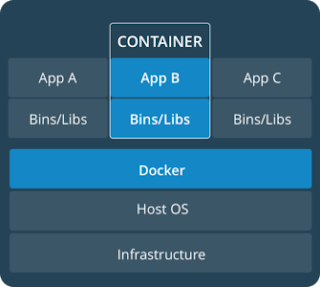 CONTAINER
App A App B App C
Bins/Libs Bins/Libs Bins/Libs
Docker
Host OS
Infrastructure